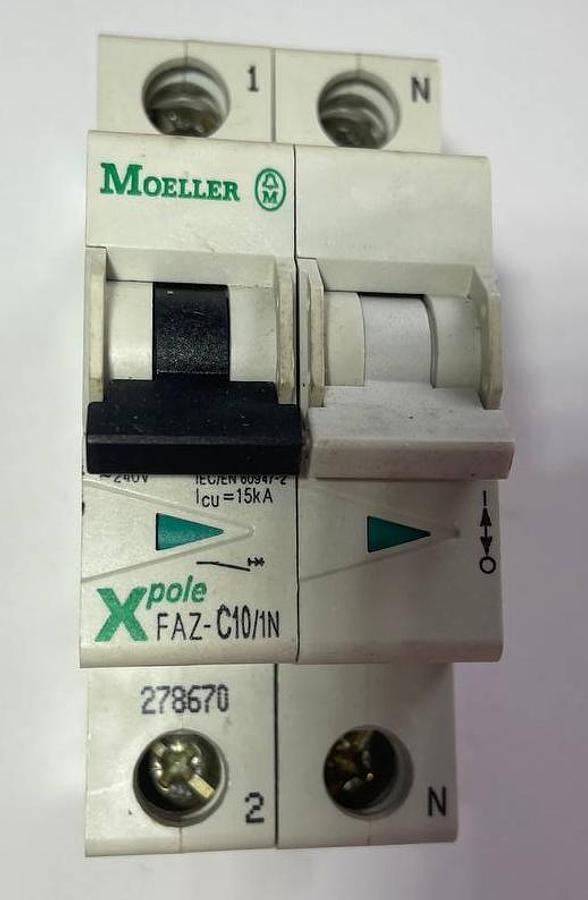 1
N
MOELLER
M
~240V
IEC/EN 60947-2
Icu=15kA
I
O
Xpole
FAZ-C10/1N
278670
2
N